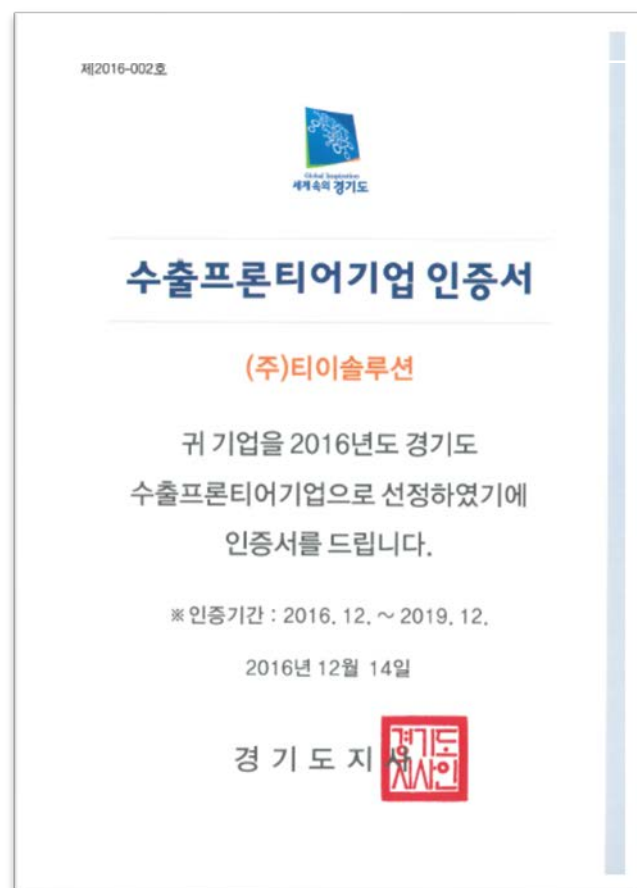 제2016-002호
Global Inspiration
세계속의 경기도
수출프론티어기업 인증서
(주)티이솔루션
귀 기업을 2016년도 경기도
수출프론티어기업으로 선정하였기에
인증서를 드립니다.
※ 인증기간 : 2016. 12. ~ 2019. 12.
2016년 12월 14일
경기도지사
경기도
지사인